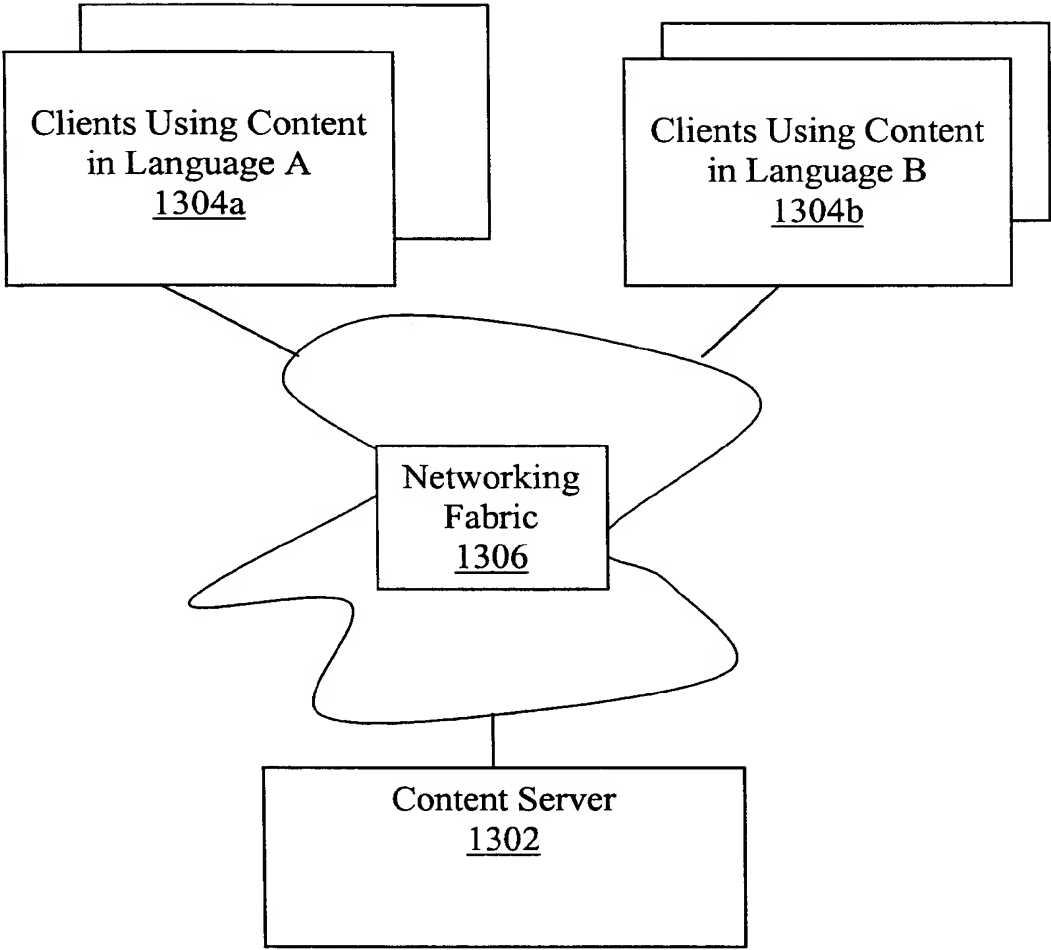 Clients Using Content
in Language A
1304a
Clients Using Content
in Language B
1304b
Networking
Fabric
1306
Content Server
1302